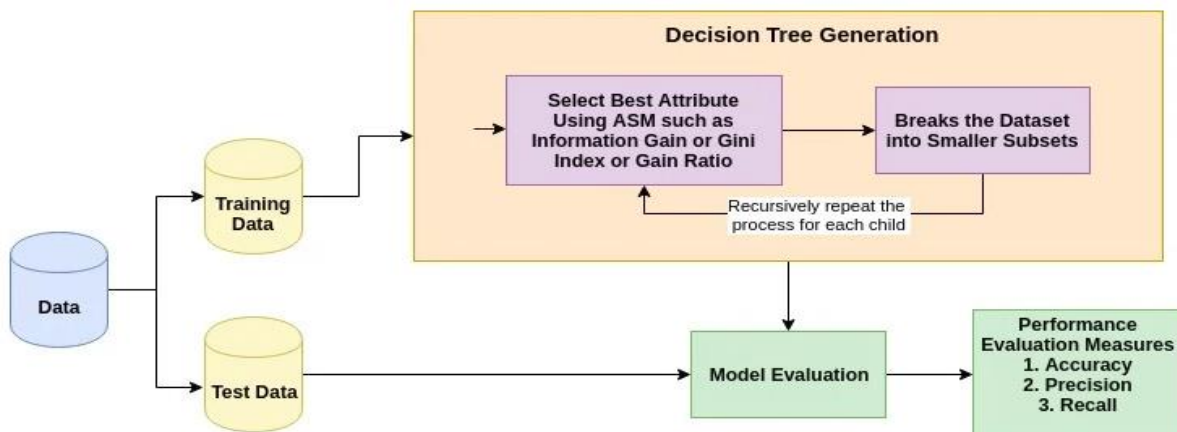 Decision Tree Generation
Select Best Attribute
Using ASM such as
Information Gain or Gini
Index or Gain Ratio
Breaks the Dataset
into Smaller Subsets
Recursively repeat the
process for each child
Training
Data
Data
Test Data
Model Evaluation
Performance
Evaluation Measures
1. Accuracy
2. Precision
3. Recall